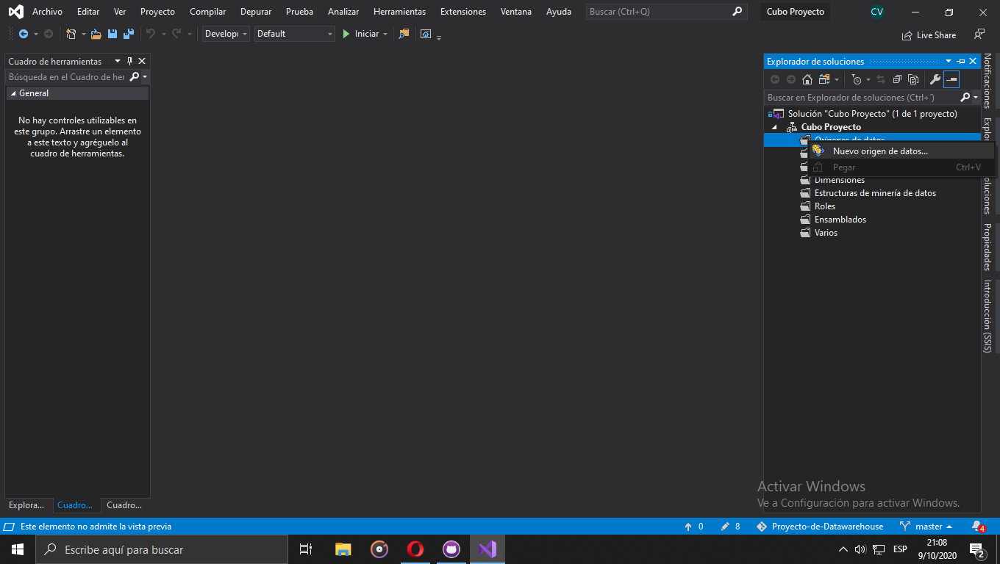 Archivo Editar Ver Proyecto Compilar Depurar Prueba Analizar Herramientas Extensiones Ventana Ayuda Buscar (Ctrl+Q) Cubo Proyecto CV
Default Iniciar Live Share
Cuadro de herramientas
Búsqueda en el Cuadro de her
General
No hay controles utilizables en
este grupo. Arrastre un elemento
a este texto y agréguelo al
cuadro de herramientas.
Explora... Cuadro... Cuadro...
Explorador de soluciones
Buscar en Explorador de soluciones (Ctrl+´)
Solución "Cubo Proyecto" (1 de 1 proyecto)
Cubo Proyecto
Orígenes de datos
Nuevo origen de datos...
Pegar Ctrl+V
Dimensiones
Estructuras de minería de datos
Roles
Ensamblados
Varios
Notificaciones
Propiedades
Introducción (SSIS)
Activar Windows
Ve a Configuración para activar Windows.
Este elemento no admite la vista previa 0 8 Proyecto-de-Datawarehouse master 4
Escribe aquí para buscar ESP 21:08
9/10/2020 2